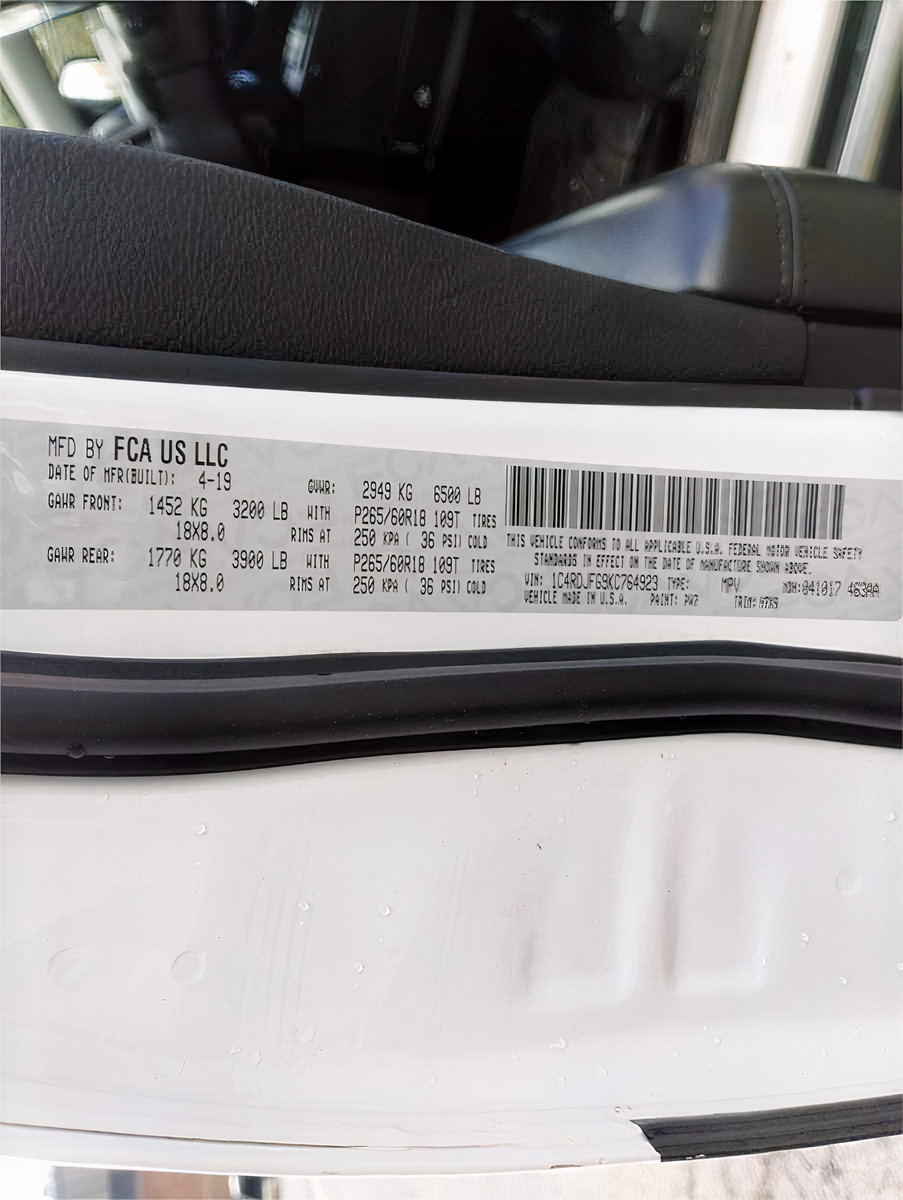 MFD BY FCA US LLC
DATE OF MFR(BUILT): 4-19 GVWR: 2949 KG 6500 LB
GAWR FRONT: 1452 KG 3200 LB WITH P265/60R18 109T TIRES
18X8.0 RIMS AT 250 KPA ( 36 PSI) COLD
GAWR REAR: 1770 KG 3900 LB WITH P265/60R18 109T TIRES
18X8.0 RIMS AT 250 KPA ( 36 PSI) COLD
THIS VEHICLE CONFORMS TO ALL APPLICABLE U.S.A. FEDERAL MOTOR VEHICLE SAFETY
STANDARDS IN EFFECT ON THE DATE OF MANUFACTURE SHOWN ABOVE.
VIN: 1C4RDJFG9KC764923 TYPE: MPV MDH:041017 463AA
VEHICLE MADE IN U.S.A. PAINT: PW7 TRIM: